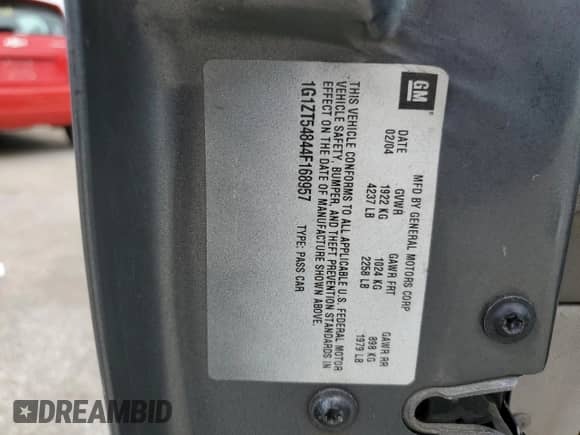 GM
MFD BY GENERAL MOTORS CORP
DATE GVWR GAWR FRT GAWR RR
02/04 1922 KG 1024 KG 898 KG
4237 LB 2258 LB 1979 LB
THIS VEHICLE CONFORMS TO ALL APPLICABLE U.S. FEDERAL MOTOR
VEHICLE SAFETY, BUMPER, AND THEFT PREVENTION STANDARDS IN
EFFECT ON THE DATE OF MANUFACTURE SHOWN ABOVE.
1G1ZT54844F168957 TYPE: PASS CAR
DREAMBID